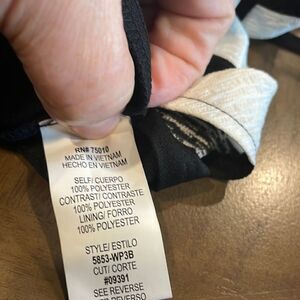 RN# 75010
MADE IN VIETNAM
HECHO EN VIETNAM
SELF/ CUERPO
100% POLYESTER
CONTRAST/ CONTRASTE
100% POLYESTER
LINING/ FORRO
100% POLYESTER
STYLE/ ESTILO
5853-WP3B
CUT/ CORTE
#09391
SEE REVERSE
REVERSO